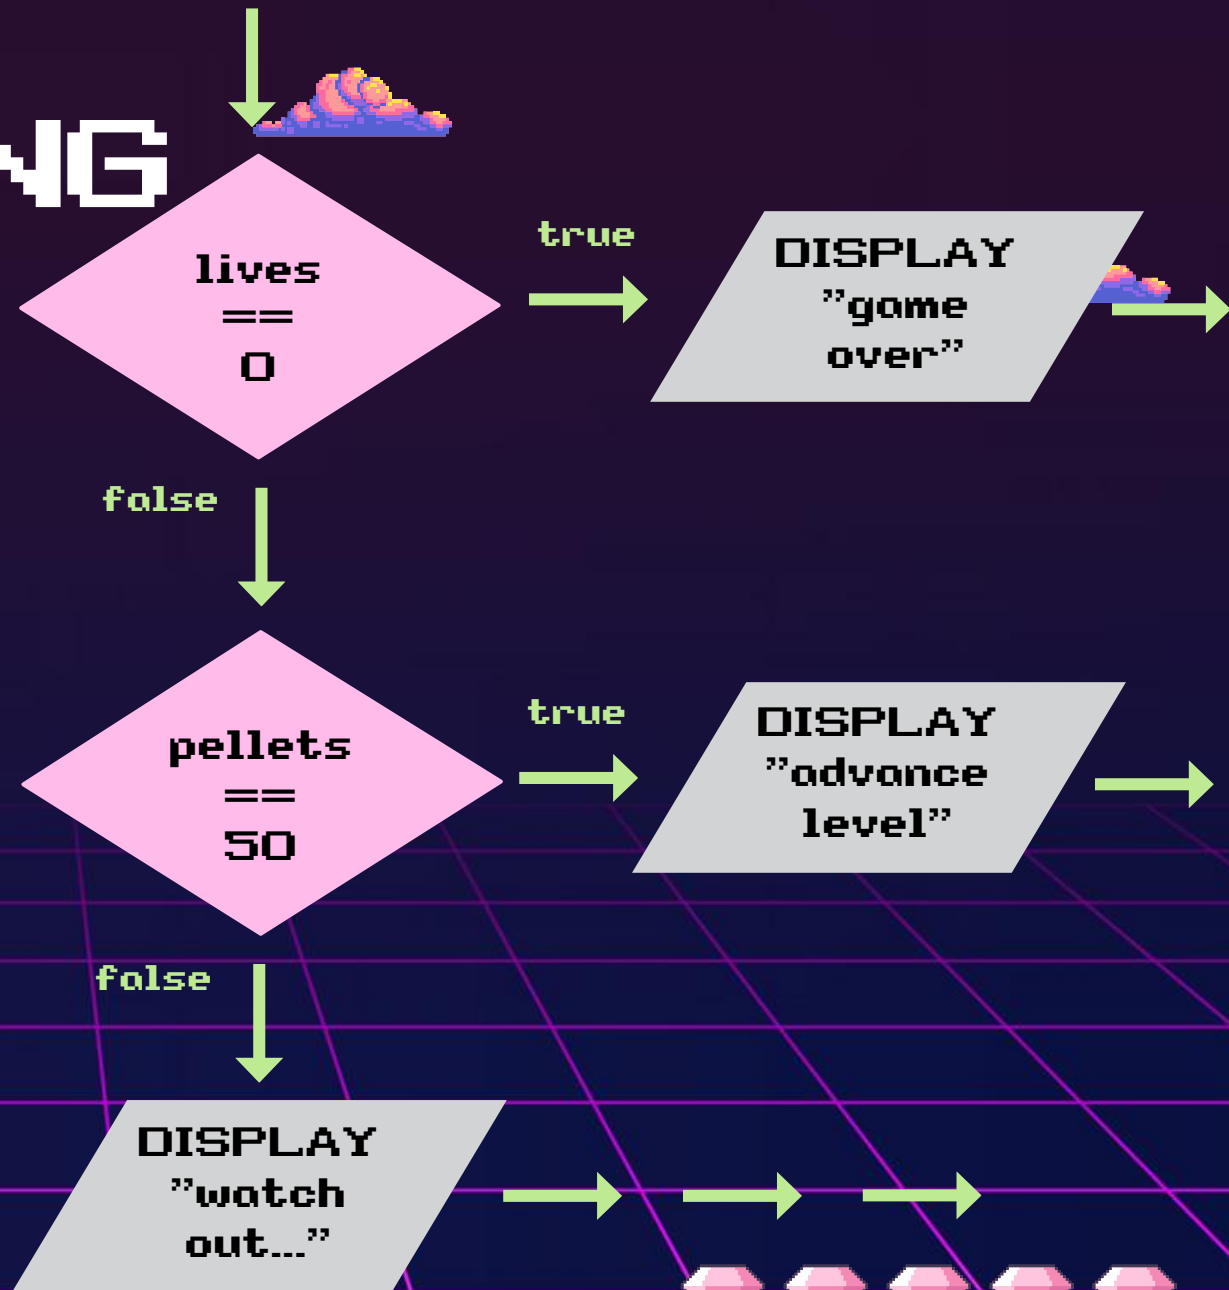 NG
lives
==
0
true
DISPLAY
”game
over”
false
pellets
==
50
true
DISPLAY
”advance
level”
false
DISPLAY
”watch
out...”